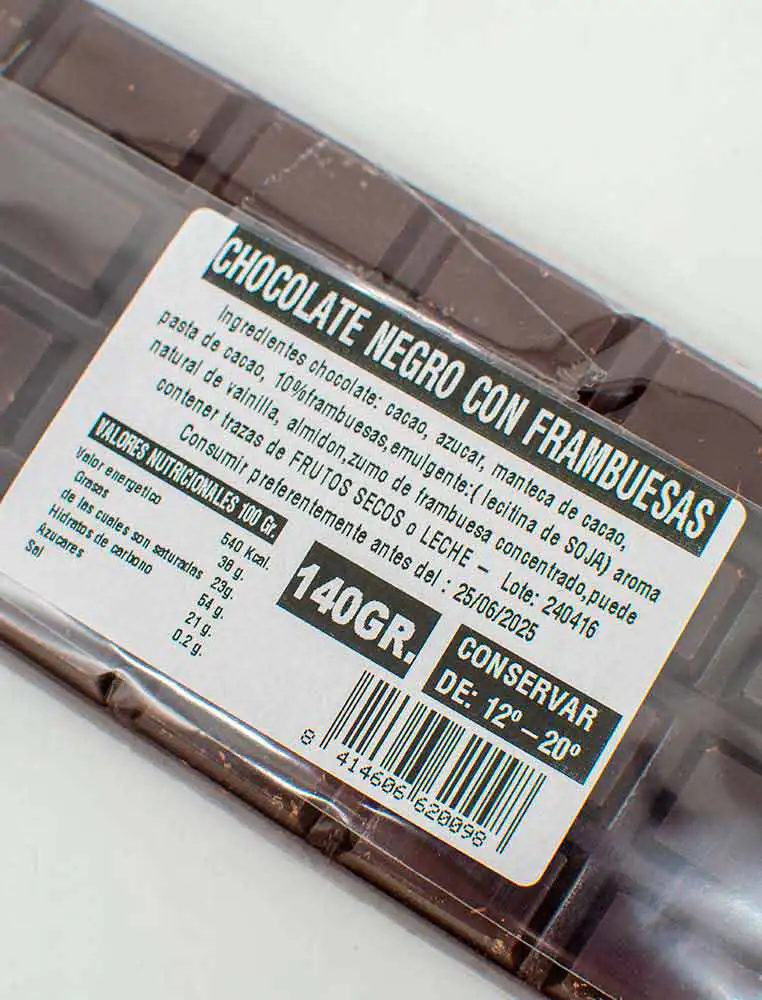 CHOCOLATE NEGRO CON FRAMBUESAS
Ingredientes chocolate: cacao, azucar, manteca de cacao,
pasta de cacao, 10%frambuesas,emulgente:( lecitina de SOJA) aroma
natural de vainilla, almidon,zumo de frambuesa concentrado,puede
contener trazas de FRUTOS SECOS o LECHE – Lote: 240416
Consumir preferentemente antes del : 25/06/2025
VALORES NUTRICIONALES 100 Gr.
Valor energetico 540 Kcal.
Grasas 38 g.
de las cuales son saturadas 23g.
Hidratos de carbono 54 g.
Azucares 21 g.
Sal 0.2 g.
140GR.
CONSERVAR
DE: 12º – 20º
8 414606 620098